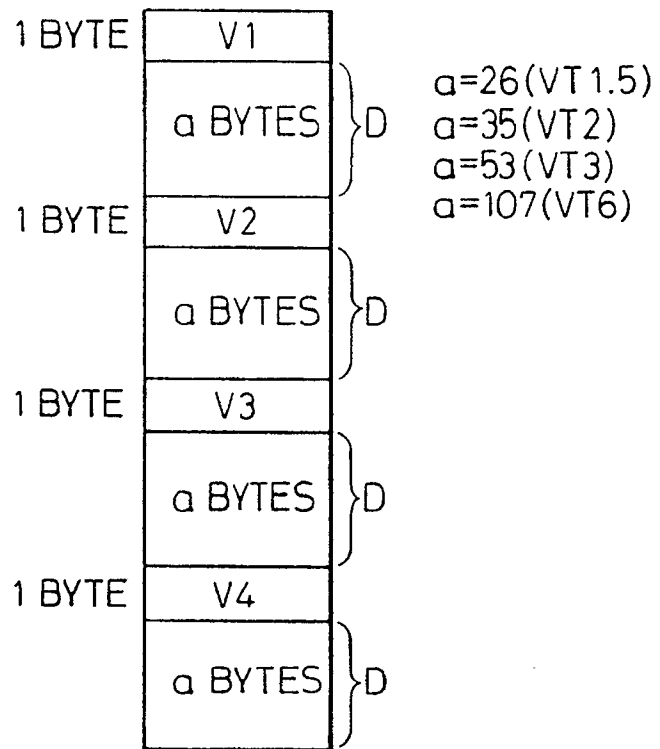 1 BYTE V1
a BYTES D
a=26(VT1.5)
a=35(VT2)
a=53(VT3)
a=107(VT6)
1 BYTE V2
a BYTES D
1 BYTE V3
a BYTES D
1 BYTE V4
a BYTES D